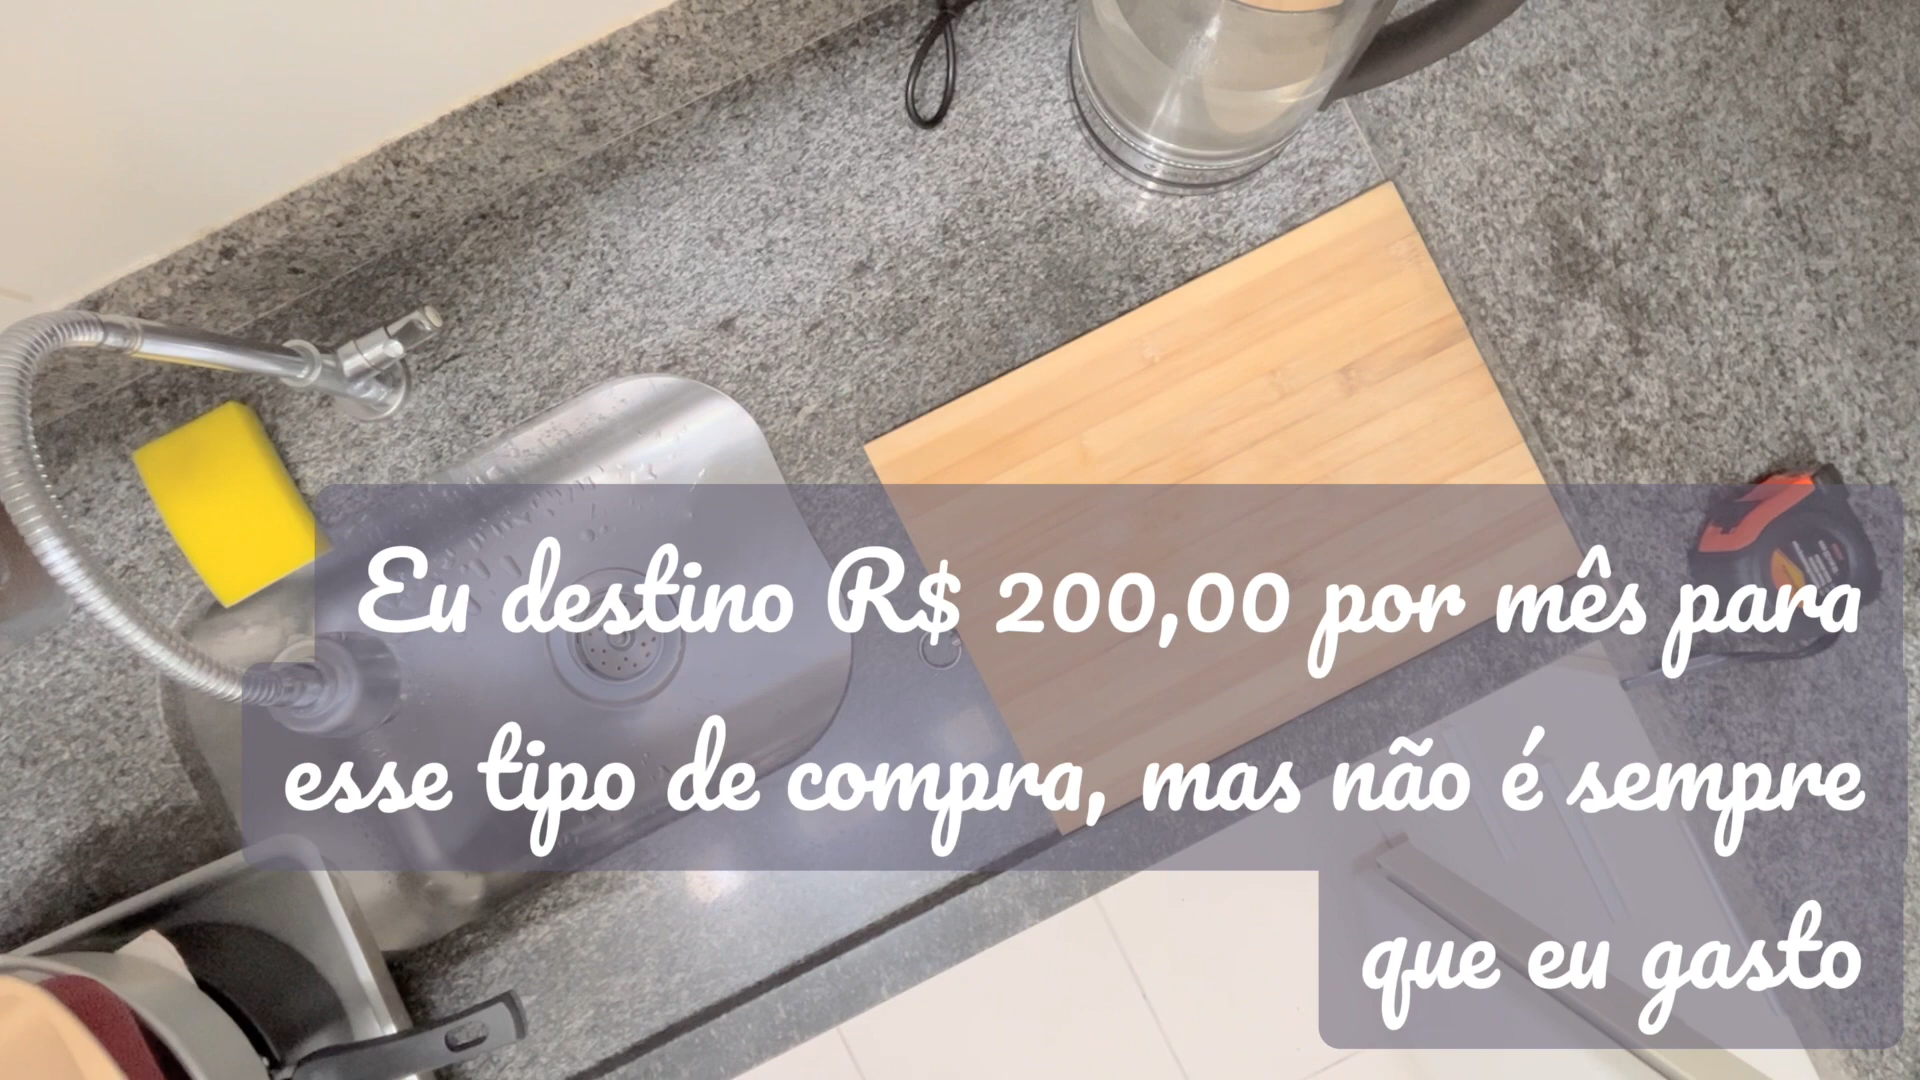 Eu destino R$ 200,00 por mês para
esse tipo de compra, mas não é sempre
que eu gasto